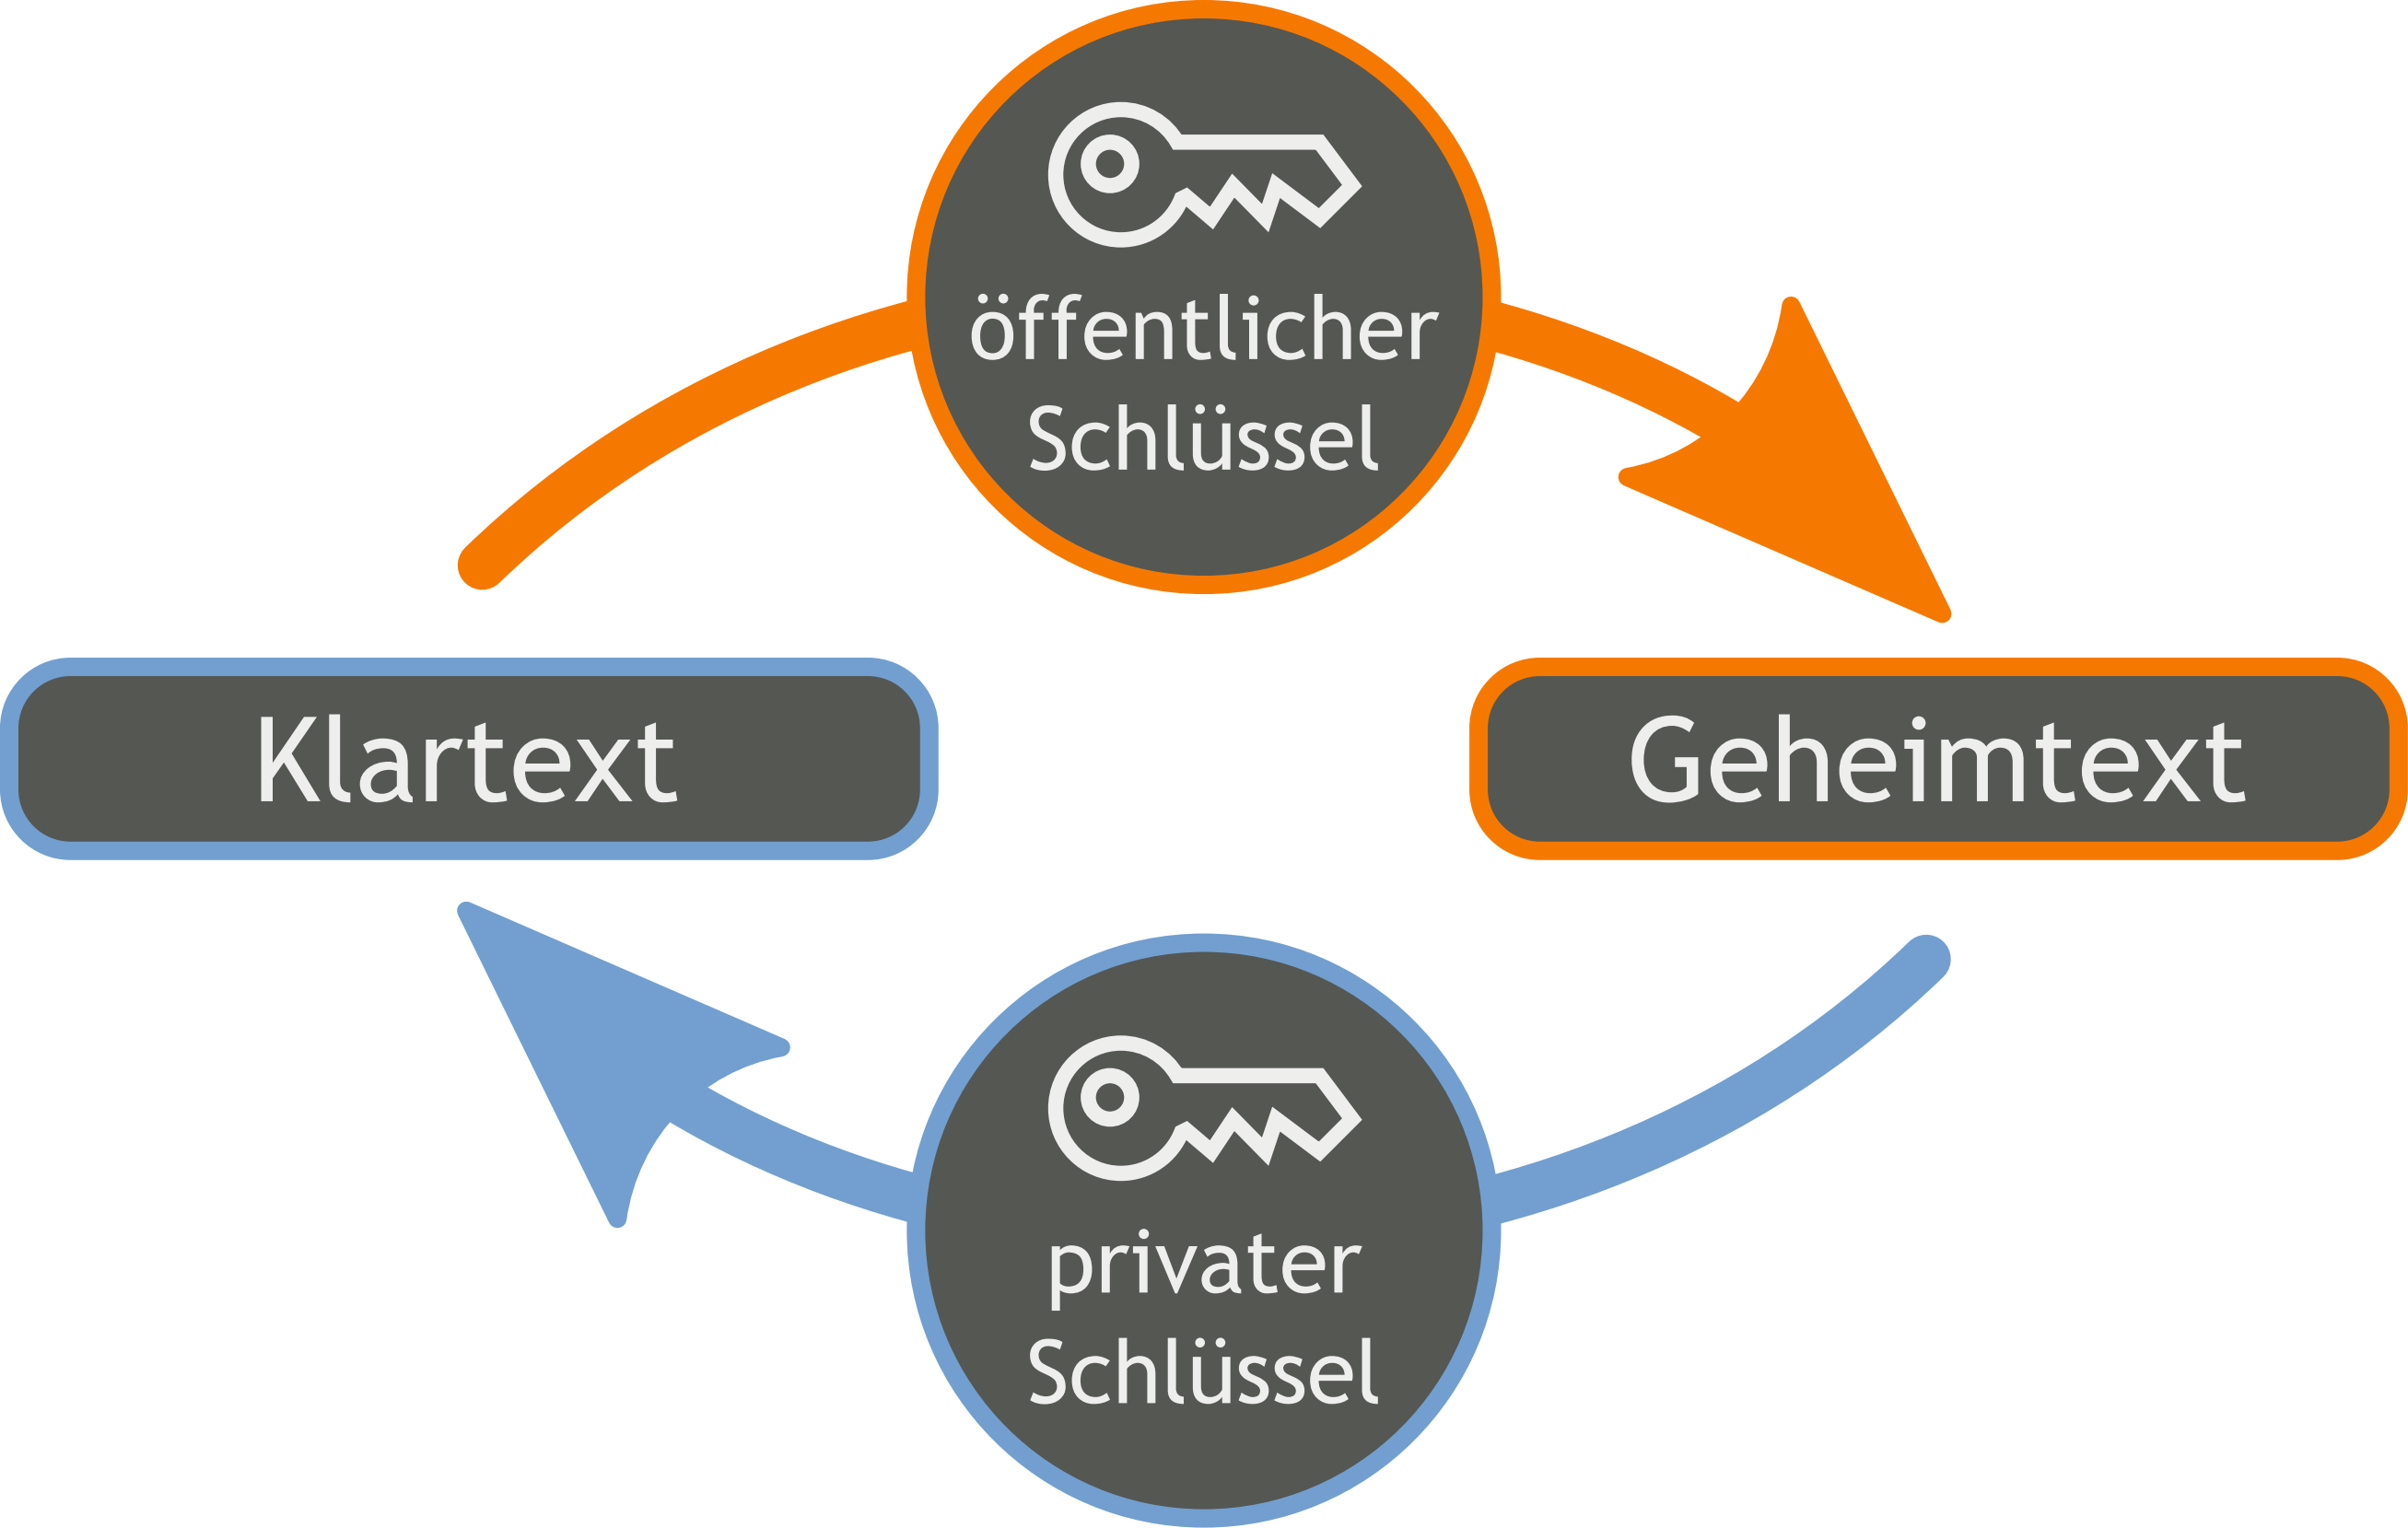 öffentlicher
Schlüssel
Klartext
Geheimtext
privater
Schlüssel